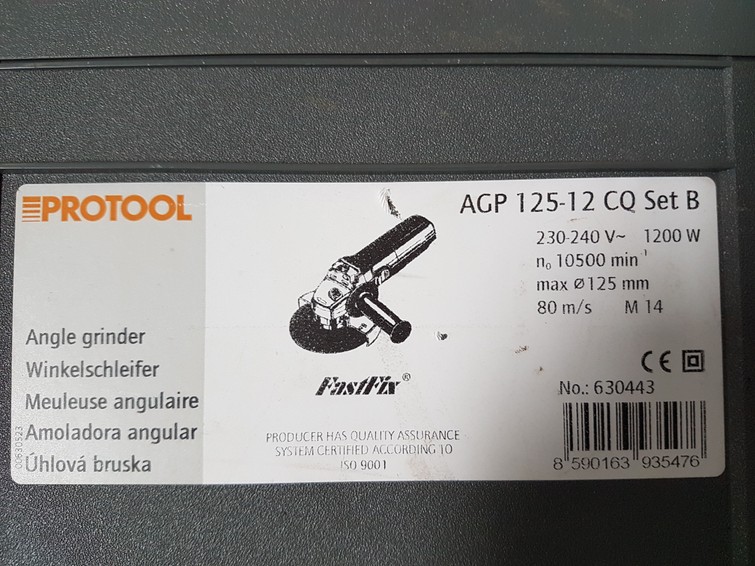 PROTOOL
AGP 125-12 CQ Set B
230-240 V~ 1200 W
n₀ 10500 min⁻¹
max ⌀125 mm
80 m/s M 14
Angle grinder
Winkelschleifer
Meuleuse angulaire
Amoladora angular
Úhlová bruska
00630523
FastFix®
PRODUCER HAS QUALITY ASSURANCE
SYSTEM CERTIFIED ACCORDING TO
ISO 9001
CE
No.: 630443
8 590163 935476